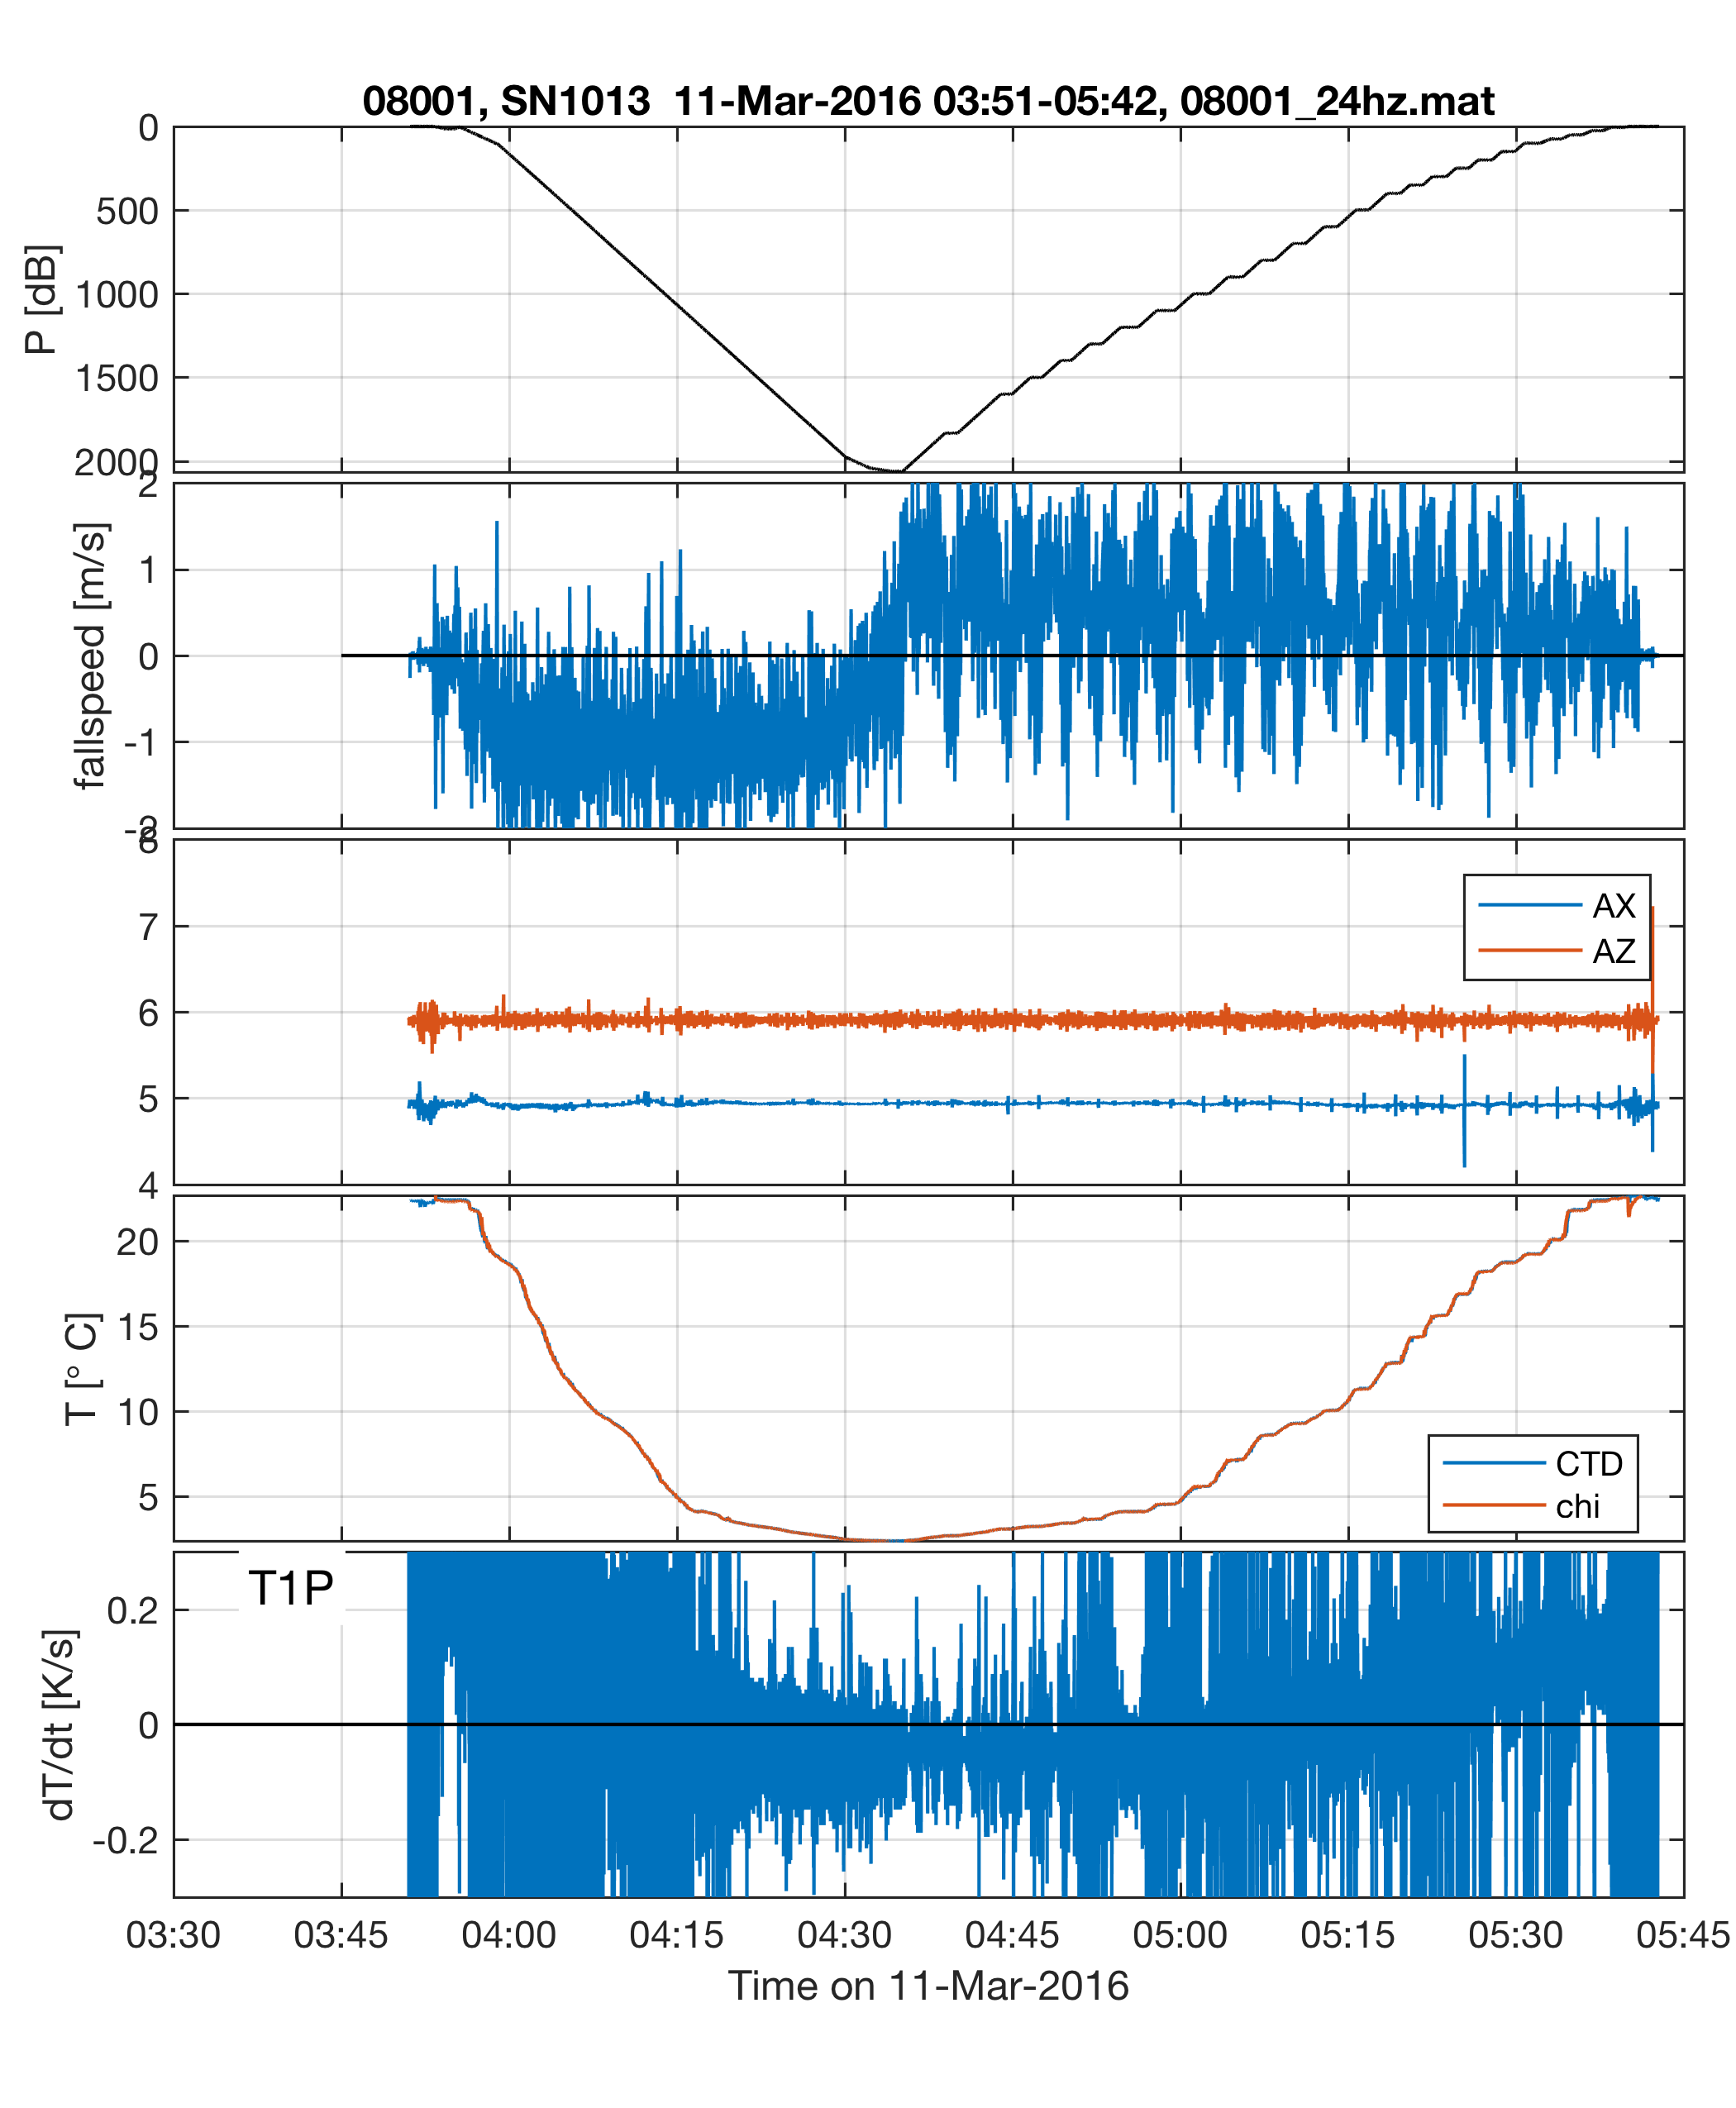 08001, SN1013  11-Mar-2016 03:51-05:42, 08001_24hz.mat
0
500
1000
1500
2000
P [dB]
2
1
0
-1
-2
fallspeed [m/s]
8
7
6
5
4
AX
AZ
20
15
10
5
T [° C]
CTD
chi
T1P
0.2
0
-0.2
dT/dt [K/s]
03:30 03:45 04:00 04:15 04:30 04:45 05:00 05:15 05:30 05:45
Time on 11-Mar-2016